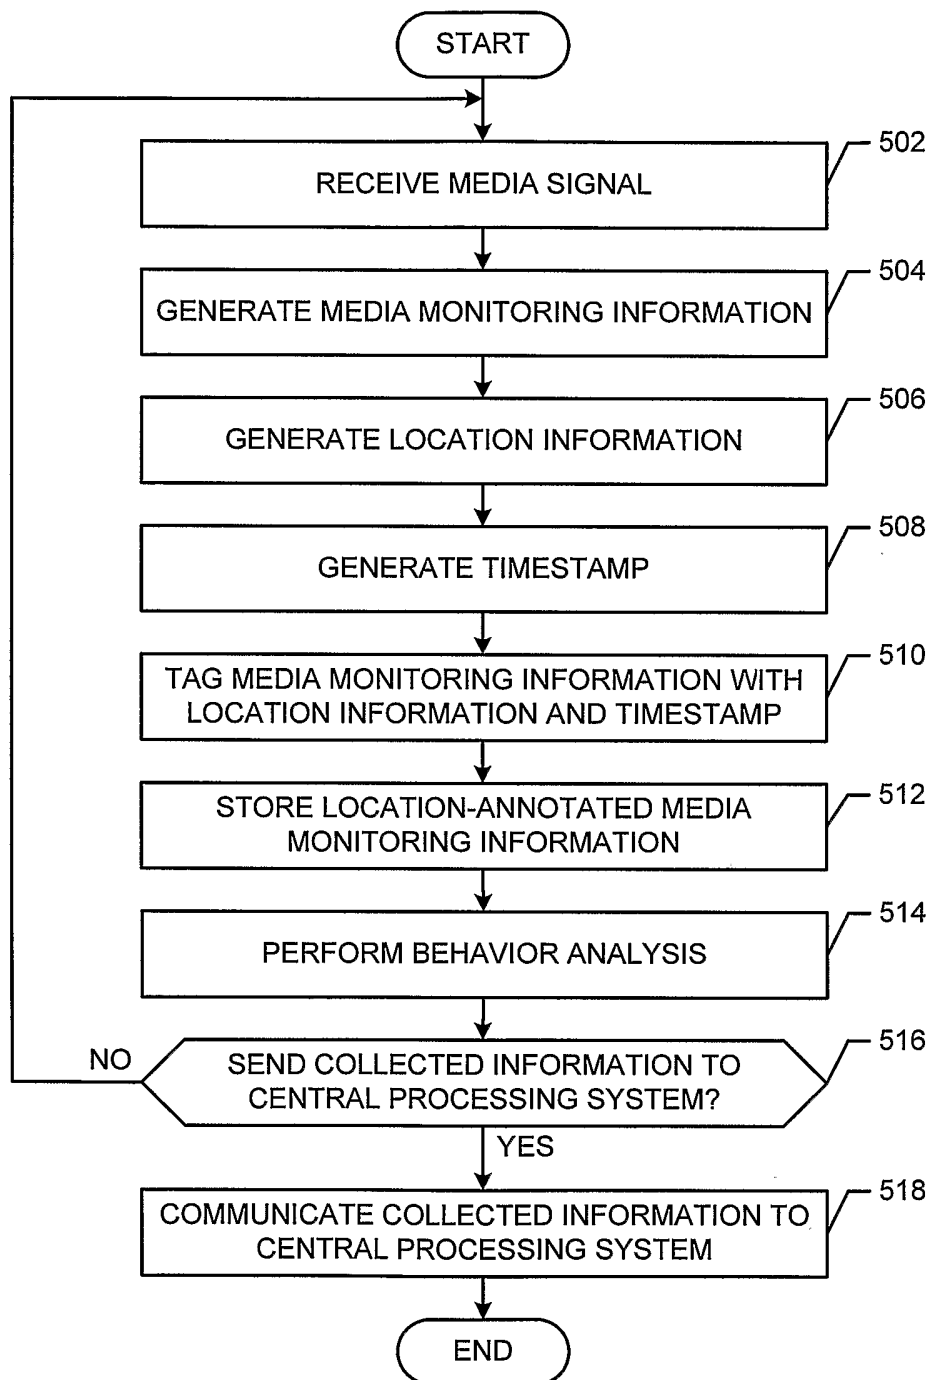 START
502
RECEIVE MEDIA SIGNAL
504
GENERATE MEDIA MONITORING INFORMATION
506
GENERATE LOCATION INFORMATION
508
GENERATE TIMESTAMP
510
TAG MEDIA MONITORING INFORMATION WITH
LOCATION INFORMATION AND TIMESTAMP
512
STORE LOCATION-ANNOTATED MEDIA
MONITORING INFORMATION
514
PERFORM BEHAVIOR ANALYSIS
516
NO
SEND COLLECTED INFORMATION TO
CENTRAL PROCESSING SYSTEM?
YES
518
COMMUNICATE COLLECTED INFORMATION TO
CENTRAL PROCESSING SYSTEM
END